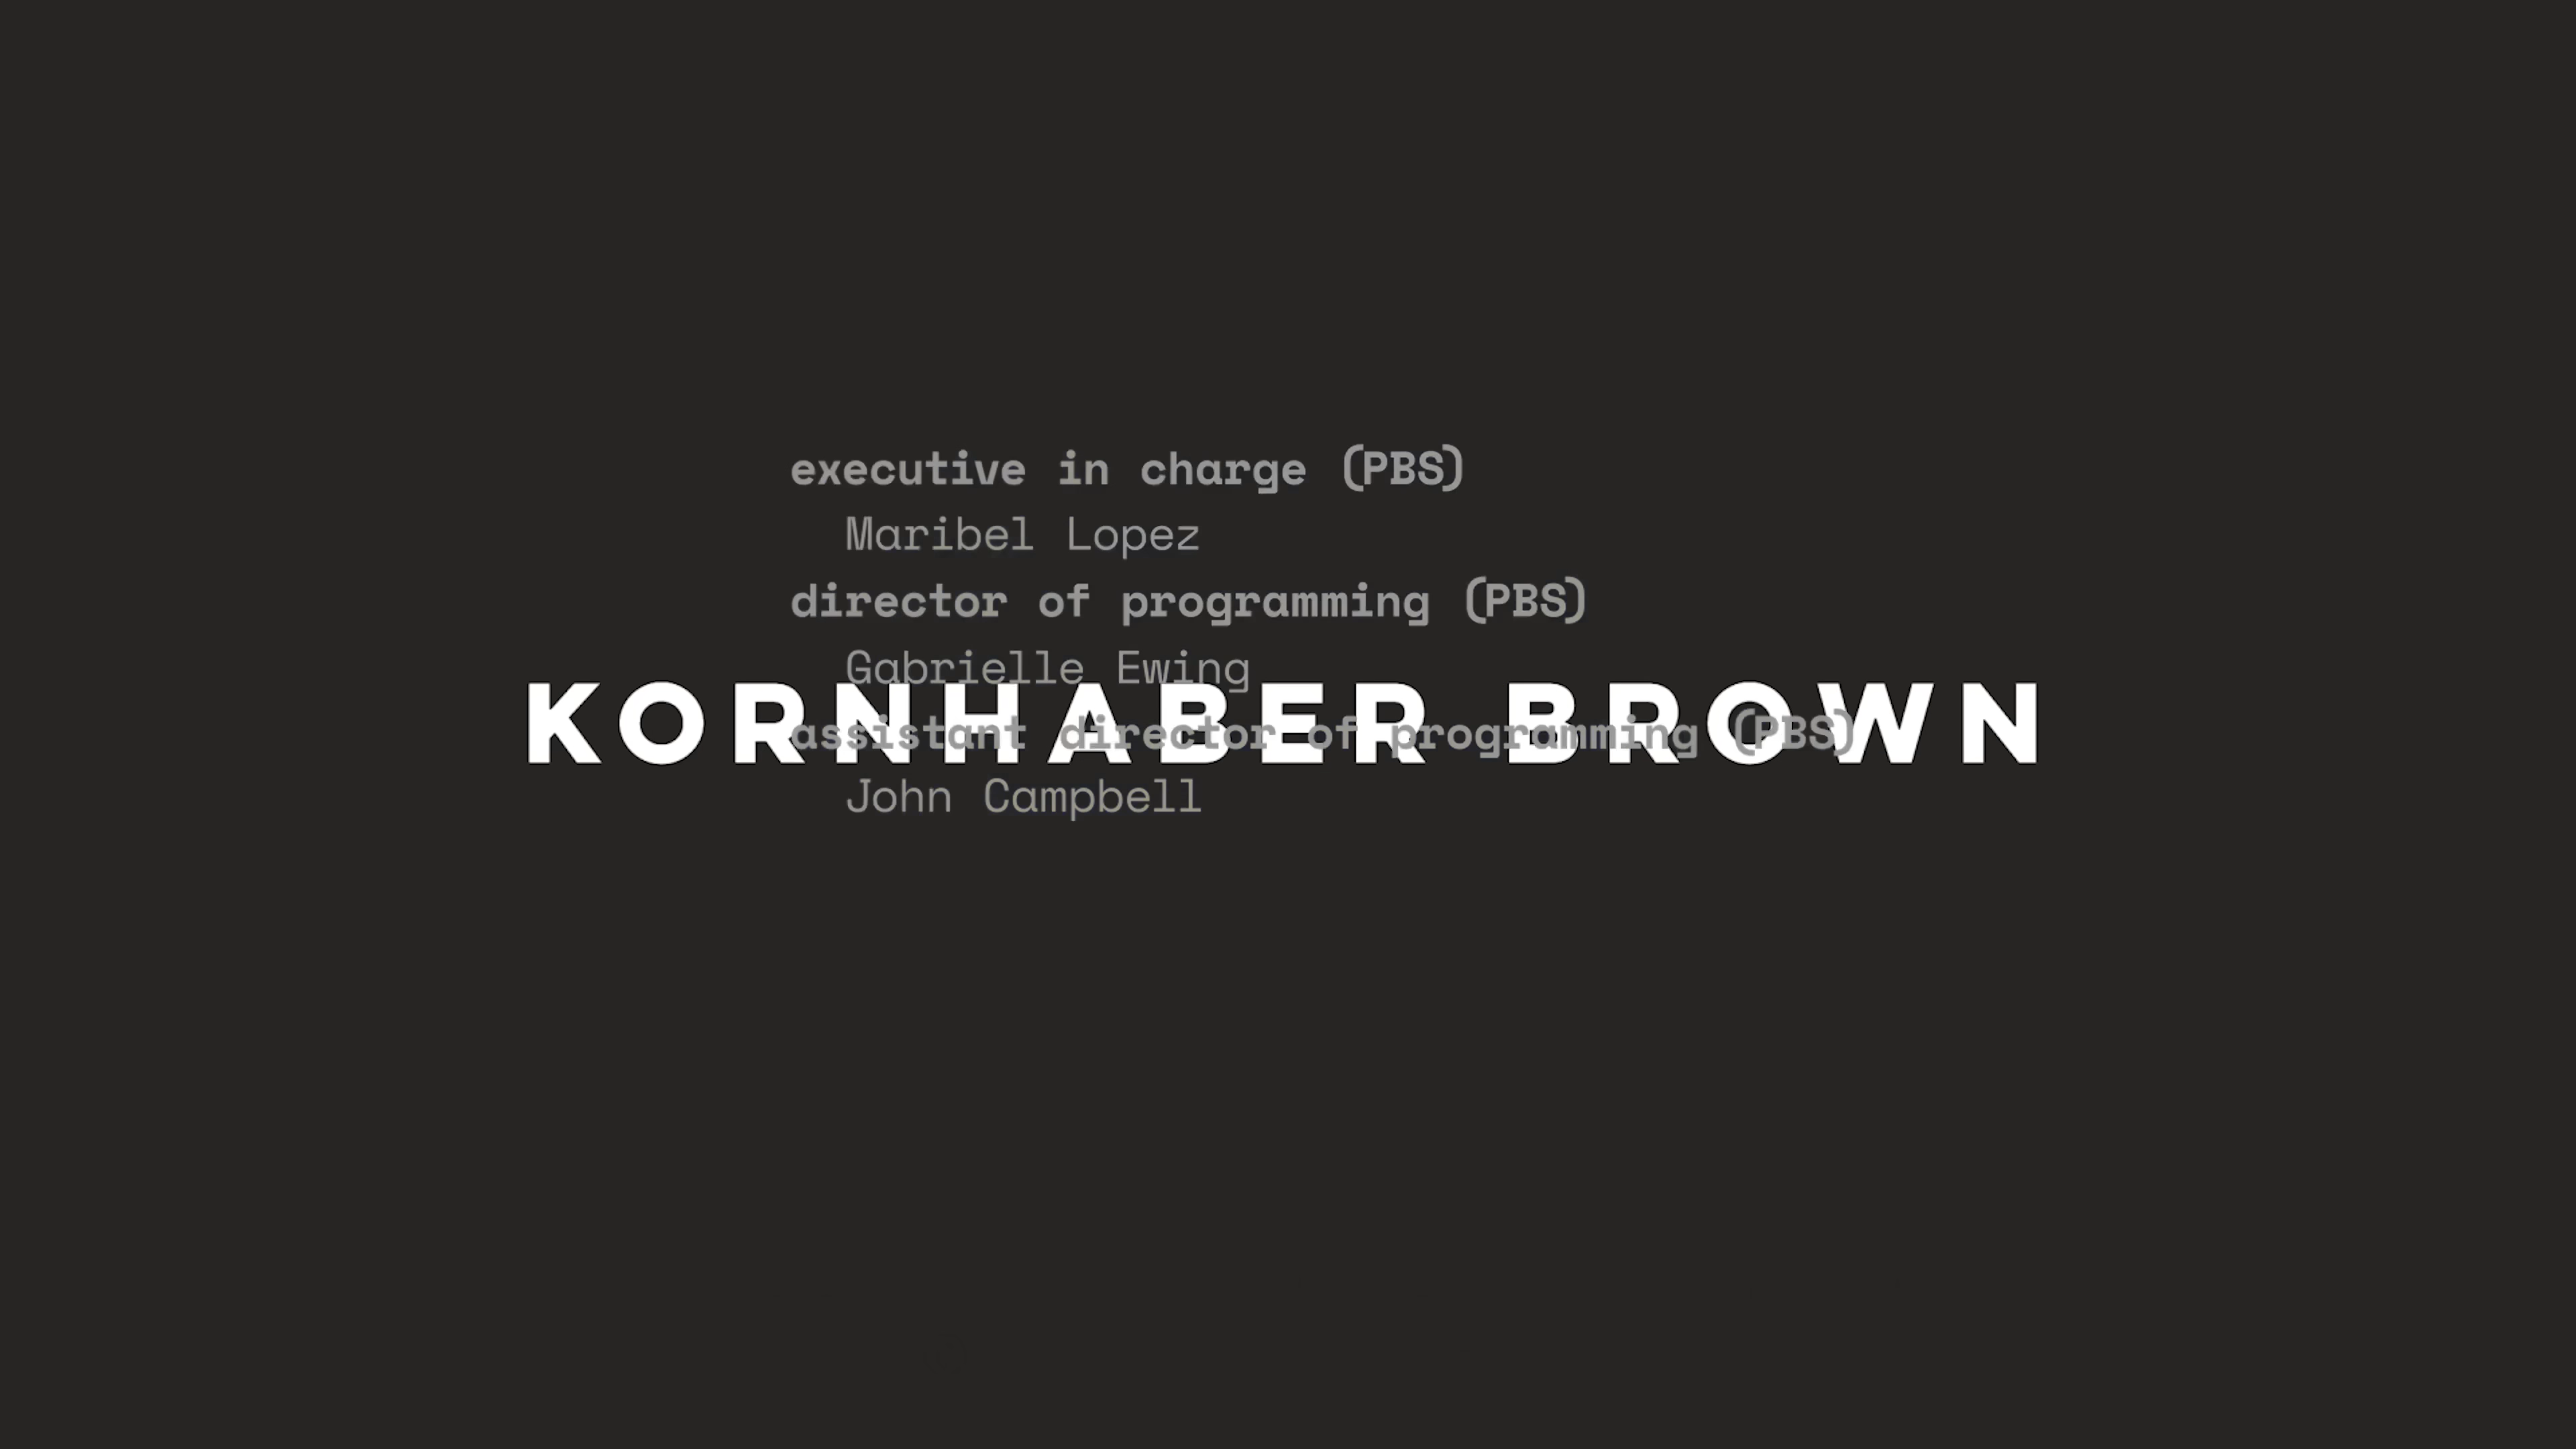 executive in charge (PBS)
Maribel Lopez
director of programming (PBS)
Gabrielle Ewing
KORNHABER BROWN
assistant director of programming (PBS)
John Campbell